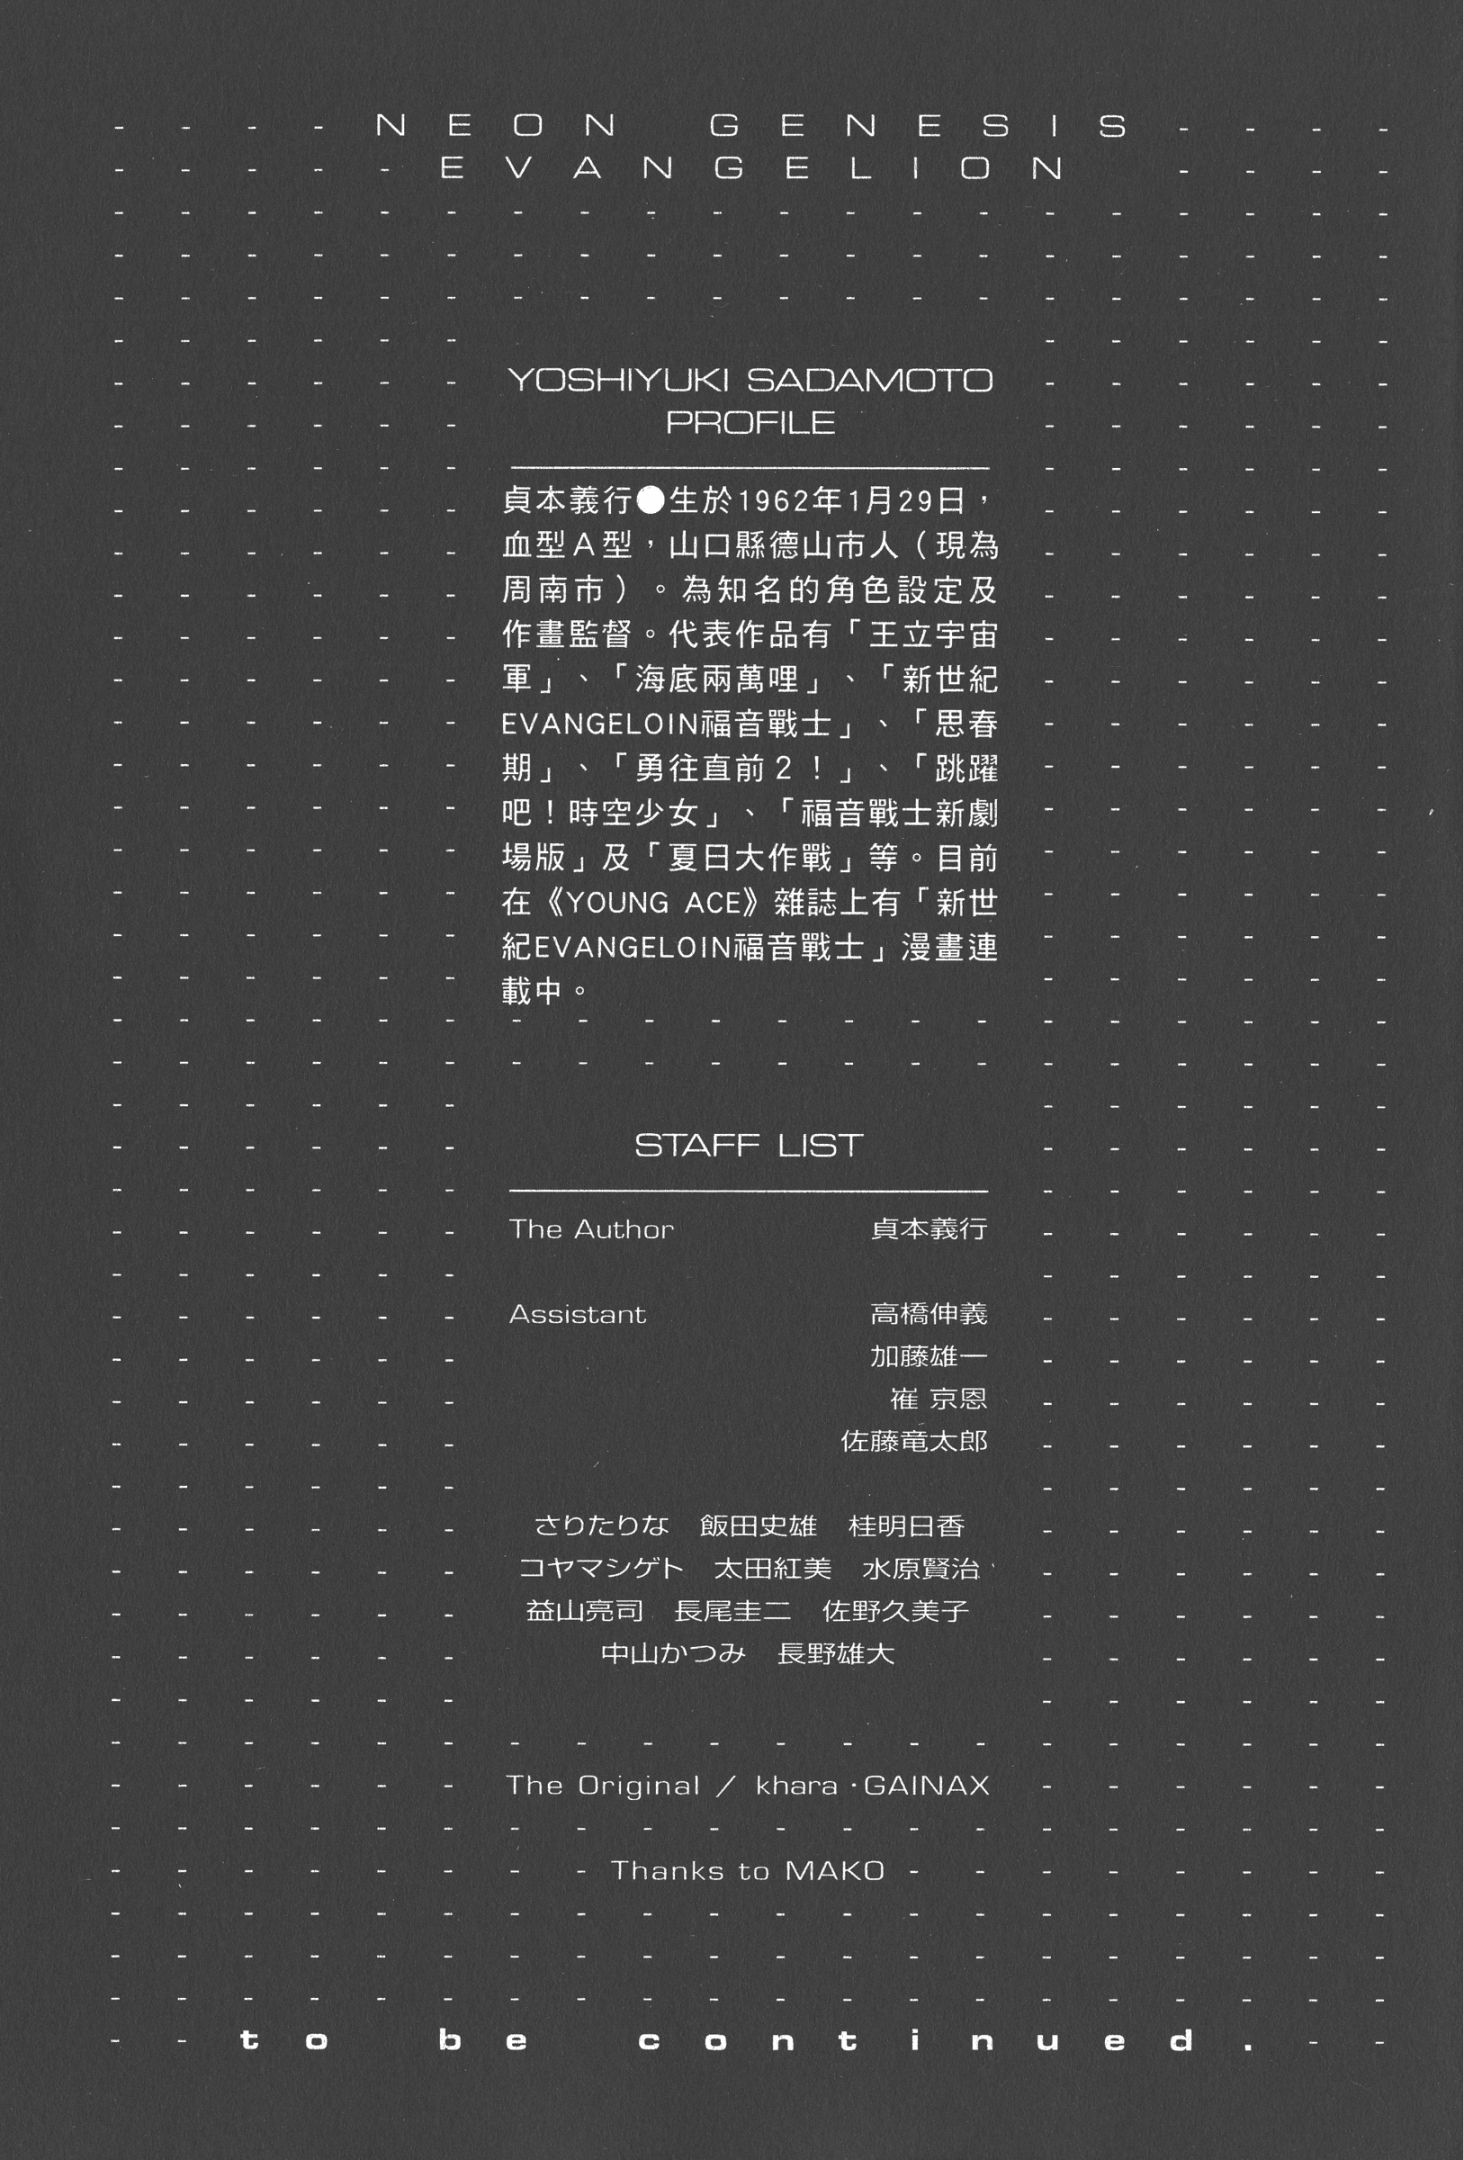 NEON GENESIS
EVANGELION
YOSHIYUKI SADAMOTO
PROFILE
貞本義行●生於1962年1月29日，
血型A型，山口縣德山市人（現為
周南市）。為知名的角色設定及
作畫監督。代表作品有「王立宇宙
軍」、「海底兩萬哩」、「新世紀
EVANGELOIN福音戰士」、「思春
期」、「勇往直前２！」、「跳躍
吧！時空少女」、「福音戰士新劇
場版」及「夏日大作戰」等。目前
在《YOUNG ACE》雜誌上有「新世
紀EVANGELOIN福音戰士」漫畫連
載中。
STAFF LIST
The Author 貞本義行
Assistant 高橋伸義
加藤雄一
崔 京恩
佐藤竜太郎
さりたりな 飯田史雄 桂明日香
コヤマシゲト 太田紅美 水原賢治
益山亮司 長尾圭二 佐野久美子
中山かつみ 長野雄大
The Original ／ khara・GAINAX
Thanks to MAKO
to be continued.